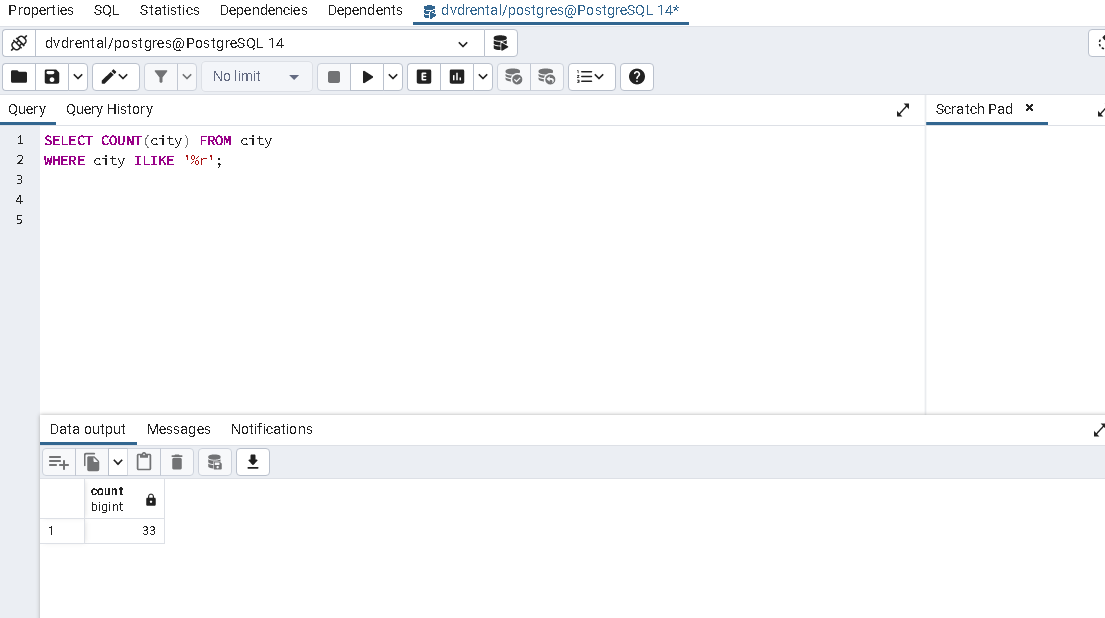 Properties SQL Statistics Dependencies Dependents dvdrental/postgres@PostgreSQL 14*
dvdrental/postgres@PostgreSQL 14
No limit
Query Query History Scratch Pad
1 SELECT COUNT(city) FROM city
2 WHERE city ILIKE '%r';
3
4
5
Data output Messages Notifications
count
bigint
1 33